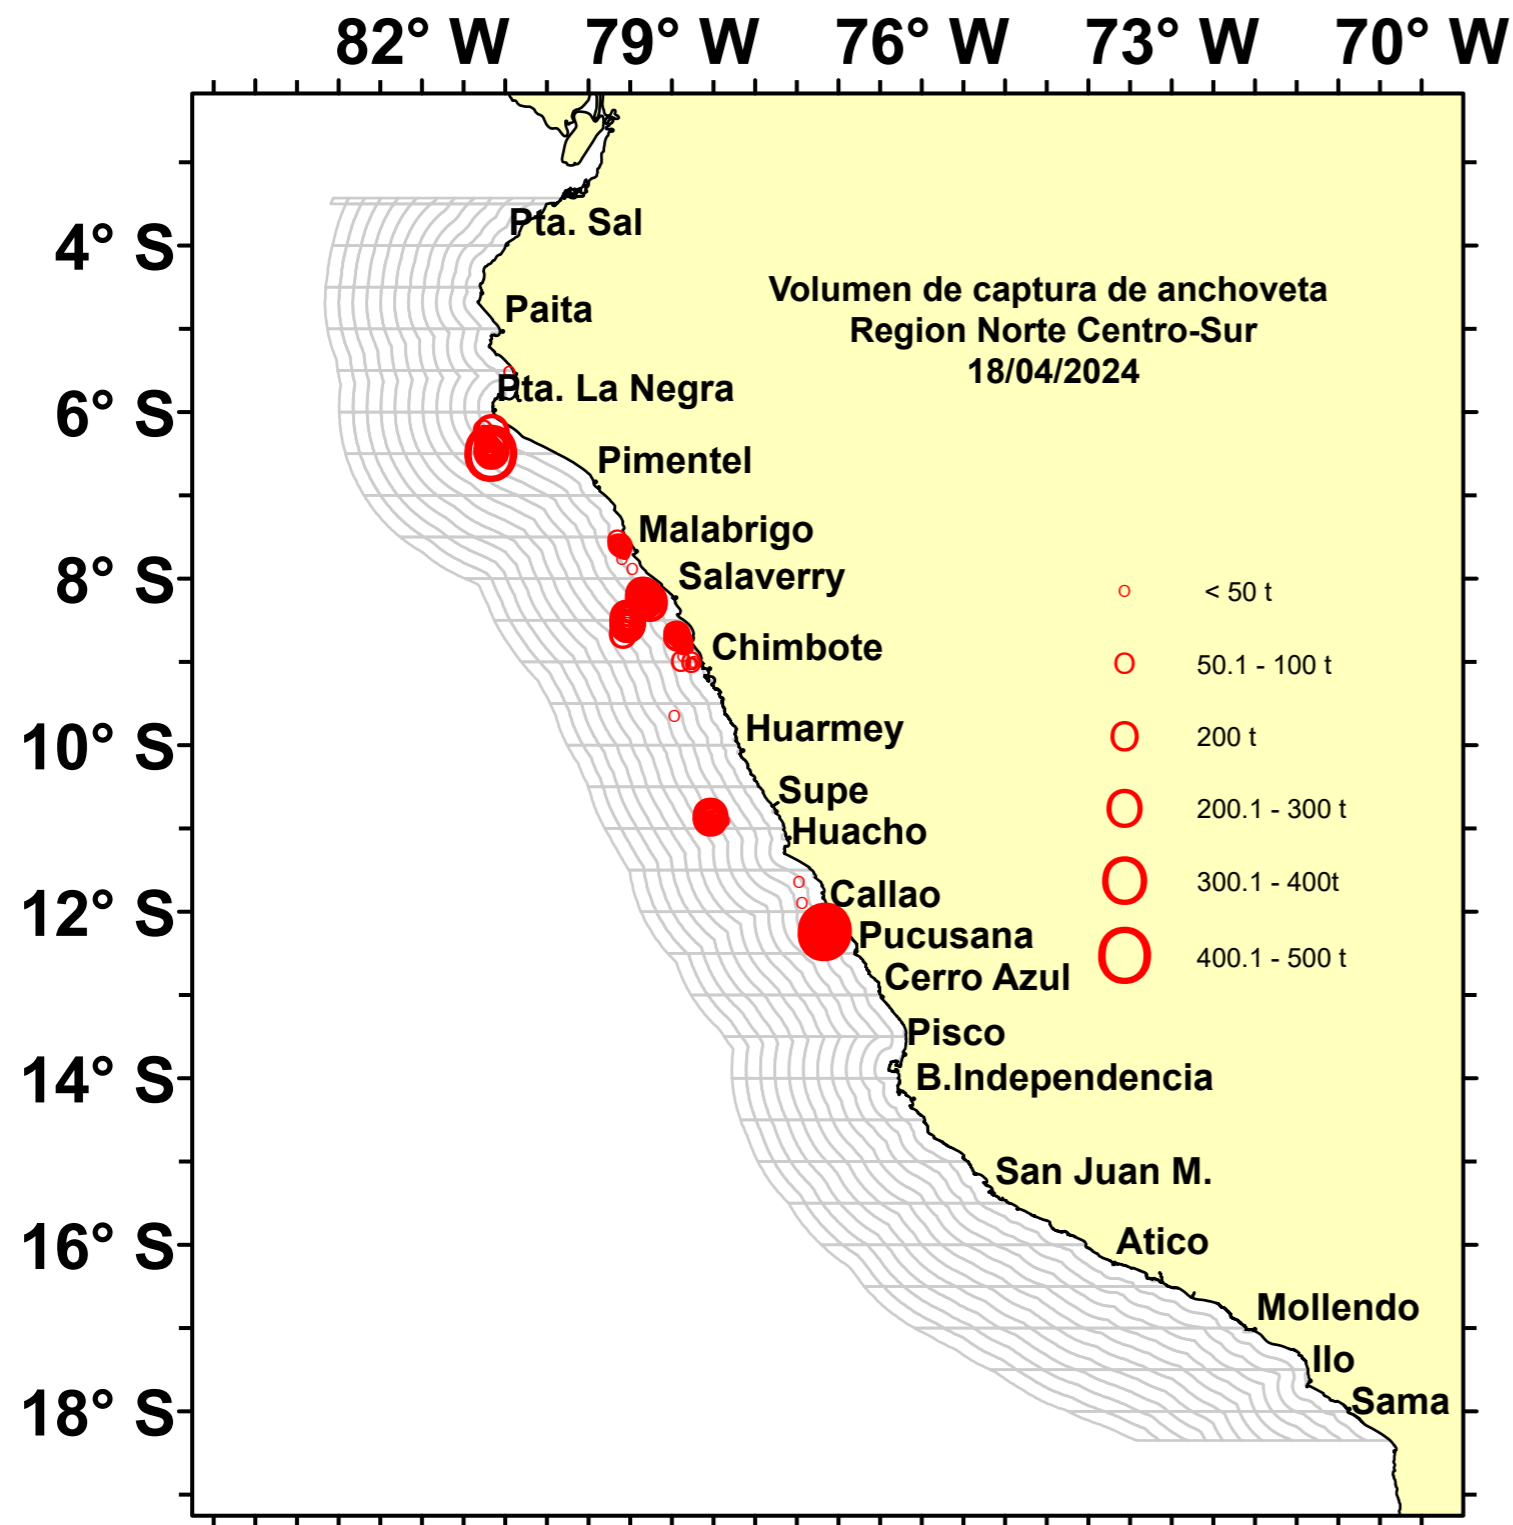 82° W 79° W 76° W 73° W 70° W
Pta. Sal
4° S
Volumen de captura de anchoveta
Region Norte Centro-Sur
18/04/2024
Paita
Pta. La Negra
6° S
Pimentel
Malabrigo
8° S
Salaverry
< 50 t
Chimbote
50.1 - 100 t
Huarmey
200 t
10° S
Supe
200.1 - 300 t
Huacho
300.1 - 400t
Callao
12° S
Pucusana
400.1 - 500 t
Cerro Azul
Pisco
14° S
B.Independencia
San Juan M.
Atico
16° S
Mollendo
Ilo
Sama
18° S